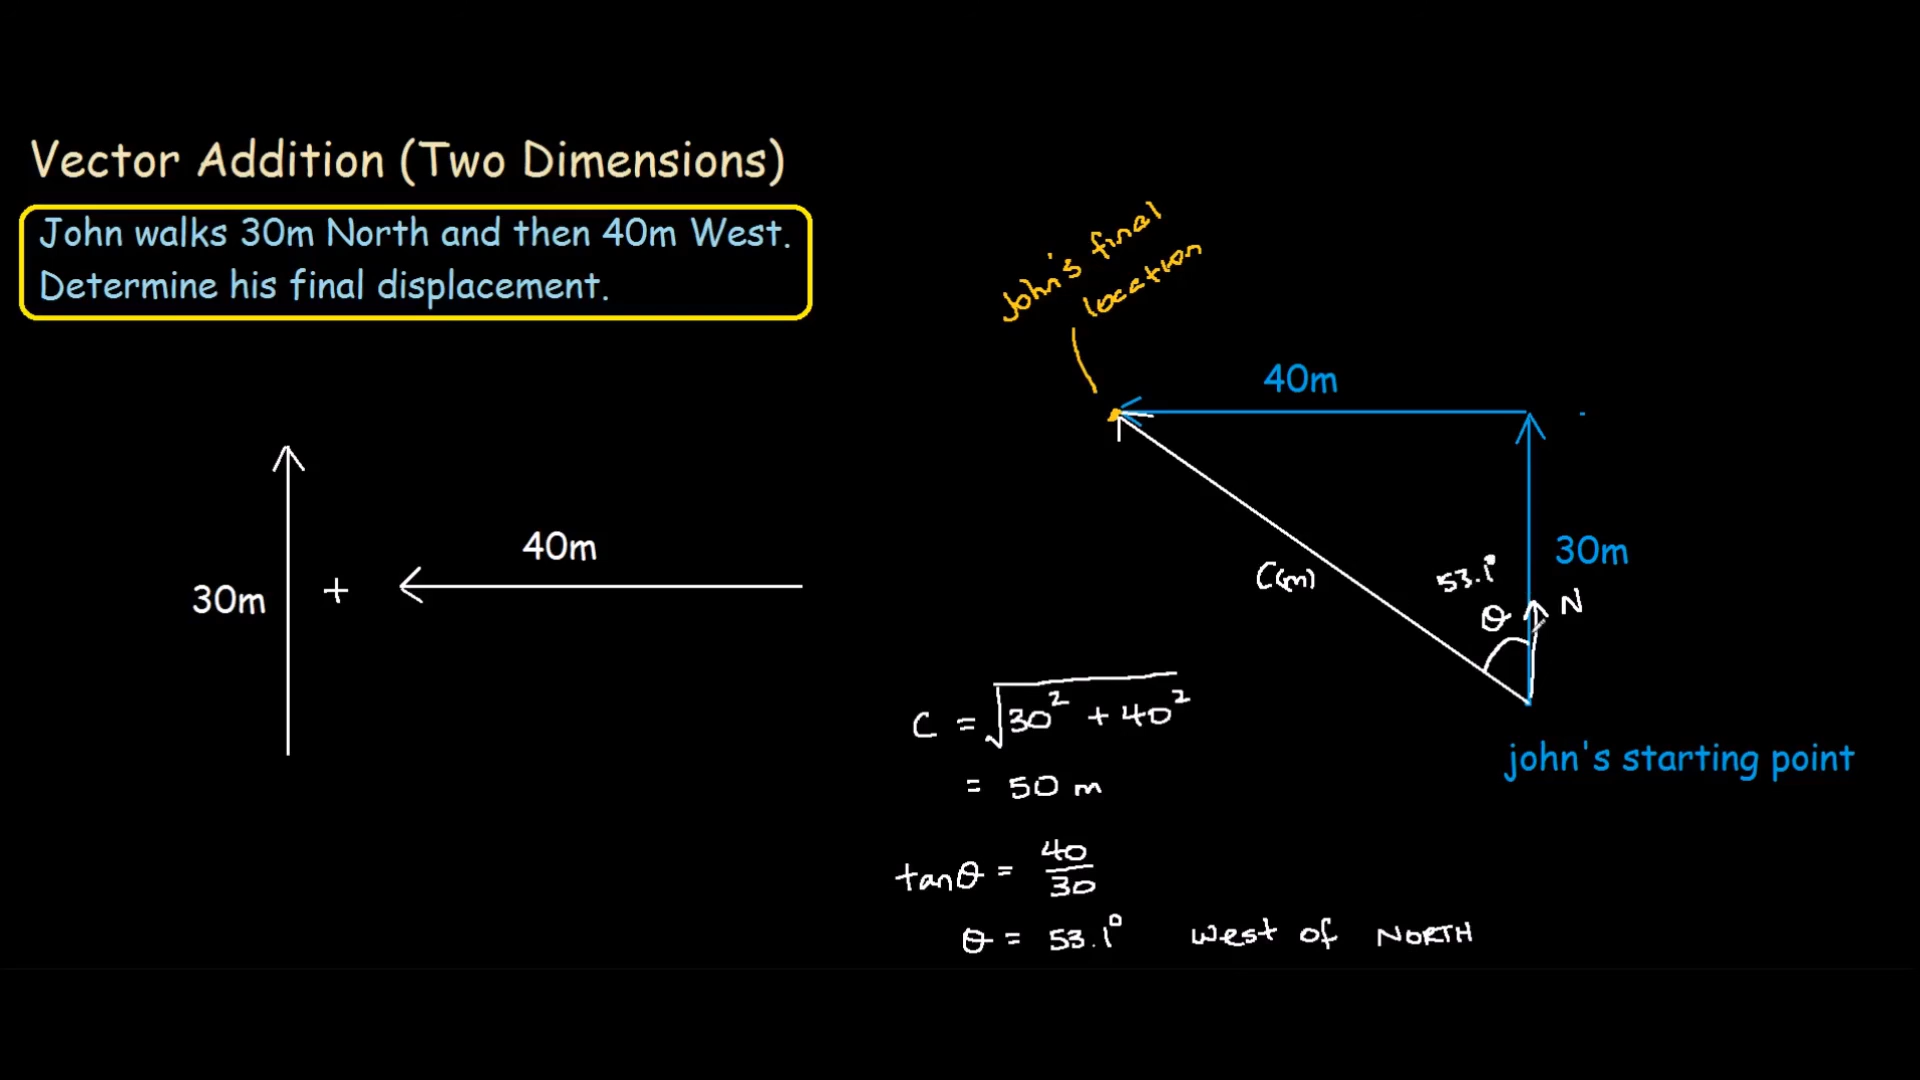 Vector Addition (Two Dimensions)
John walks 30m North and then 40m West.
Determine his final displacement.
30m
+
40m
John's final
location
40m
30m
C(m)
53.1°
θ
N
john's starting point
C = √30² + 40²
= 50 m
tanθ = 40/30
θ = 53.1° west of NORTH